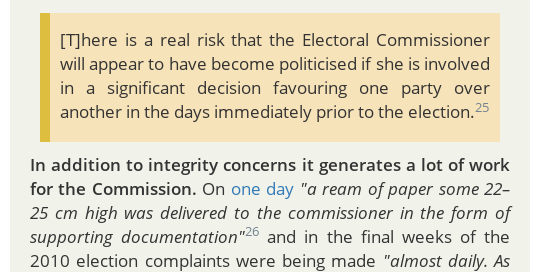 [T]here is a real risk that the Electoral Commissioner
will appear to have become politicised if she is involved
in a significant decision favouring one party over
another in the days immediately prior to the election.25
In addition to integrity concerns it generates a lot of work
for the Commission. On one day "a ream of paper some 22–
25 cm high was delivered to the commissioner in the form of
supporting documentation"26 and in the final weeks of the
2010 election complaints were being made "almost daily. As